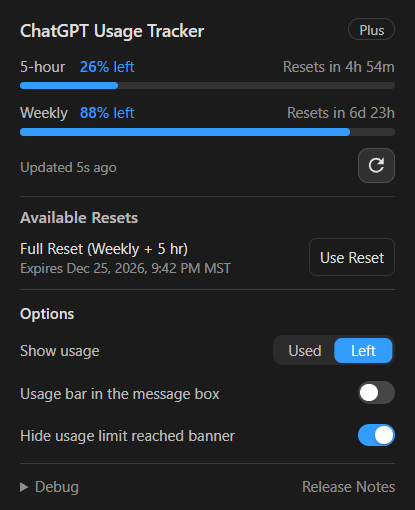 ChatGPT Usage Tracker Plus
5-hour 26% left Resets in 4h 54m
Weekly 88% left Resets in 6d 23h
Updated 5s ago
Available Resets
Full Reset (Weekly + 5 hr)
Expires Dec 25, 2026, 9:42 PM MST
Use Reset
Options
Show usage Used Left
Usage bar in the message box
Hide usage limit reached banner
Debug Release Notes